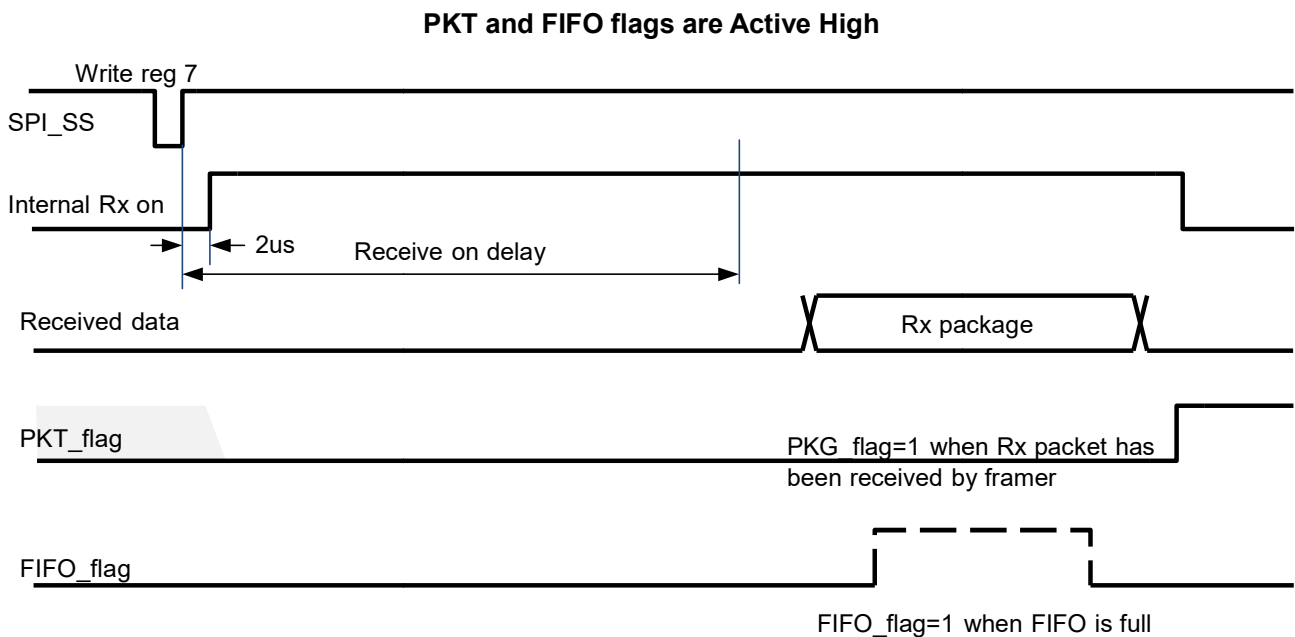 PKT and FIFO flags are Active High
Write reg 7
SPI_SS
Internal Rx on
2us
Receive on delay
Received data
Rx package
PKT_flag
PKG_flag=1 when Rx packet has
been received by framer
FIFO_flag
FIFO_flag=1 when FIFO is full